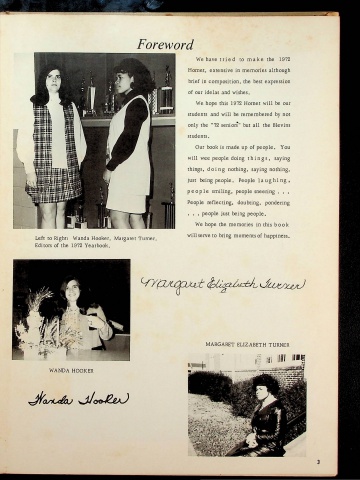 Foreword
We have tried to make the 1972
Hornet, extensive in memories although
brief in composition, the best expression
of our ideias and wishes.
We hope this 1972 Hornet will be our
students and will be remembered by not
only the "72 seniors" but all the Blevins
students.
Our book is made up of people. You
will see people doing things, saying
things, doing nothing, saying nothing,
just being people. People laughing,
people smiling, people sneering . . .
People reflecting, doubting, pondering
. . . people just being people.
We hope the memories in this book
will serve to bring moments of happiness.
Left to Right: Wanda Hooker, Margaret Turner,
Editors of the 1972 Yearbook.
Margaret Elizabeth Turner
WANDA HOOKER
Wanda Hooker
MARGARET ELIZABETH TURNER
3